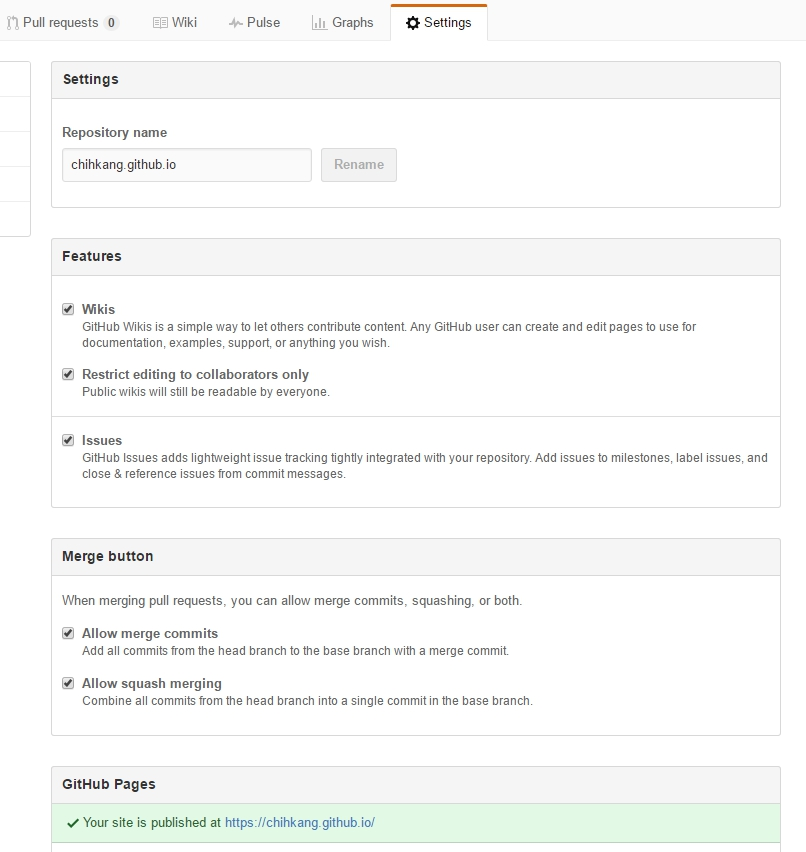 Pull requests 0 Wiki Pulse Graphs Settings
Settings
Repository name
chihkang.github.io Rename
Features
Wikis
GitHub Wikis is a simple way to let others contribute content. Any GitHub user can create and edit pages to use for
documentation, examples, support, or anything you wish.
Restrict editing to collaborators only
Public wikis will still be readable by everyone.
Issues
GitHub Issues adds lightweight issue tracking tightly integrated with your repository. Add issues to milestones, label issues, and
close & reference issues from commit messages.
Merge button
When merging pull requests, you can allow merge commits, squashing, or both.
Allow merge commits
Add all commits from the head branch to the base branch with a merge commit.
Allow squash merging
Combine all commits from the head branch into a single commit in the base branch.
GitHub Pages
Your site is published at https://chihkang.github.io/